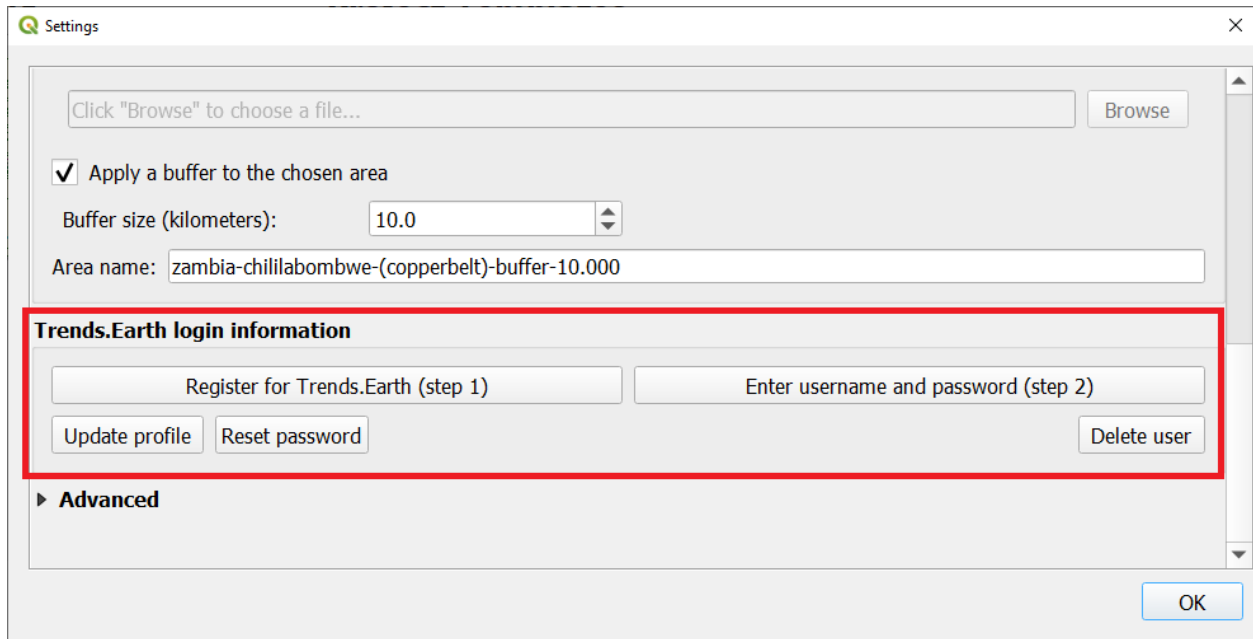 Settings
Click "Browse" to choose a file...
Browse
Apply a buffer to the chosen area
Buffer size (kilometers):
10.0
Area name:
zambia-chililabombwe-(copperbelt)-buffer-10.000
Trends.Earth login information
Register for Trends.Earth (step 1)
Enter username and password (step 2)
Update profile
Reset password
Delete user
Advanced
OK